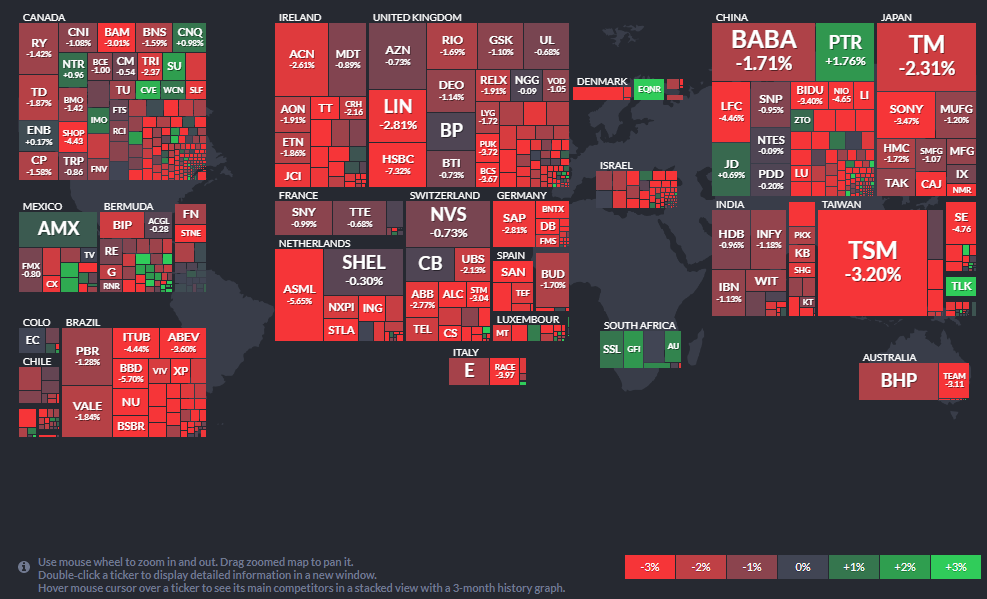 CANADA
RY
-1.42%
CNI
-1.08%
BAM
-3.01%
BNS
-1.59%
CNQ
+0.98%
TD
-1.87%
NTR
+0.96
BCE
-1.00
CM
-0.54
TRI
-2.37
SU
BMO
-1.42
TU
CVE
WCN
SLF
ENB
+0.17%
SHOP
-4.43
IMO
FTS
RCI
CP
-1.58%
TRP
-0.86
FNV
IRELAND
ACN
-2.61%
MDT
-0.89%
AON
-1.91%
TT
CRH
-2.16
ETN
-1.86%
JCI
UNITED KINGDOM
AZN
-0.73%
RIO
-1.69%
GSK
-1.10%
UL
-0.68%
LIN
-2.81%
DEO
-1.14%
RELX
-1.91%
NGG
-0.09
VOD
-1.05
HSBC
-7.32%
BP
LYG
-1.72
PUK
-3.72
BTI
-0.73%
BCS
-3.67
DENMARK
EQNR
ISRAEL
CHINA
BABA
-1.71%
PTR
+1.76%
LFC
-4.46%
SNP
-0.95%
BIDU
-3.40%
NIO
-4.65
LI
ZTO
JD
+0.69%
NTES
-0.09%
PDD
-0.20%
LU
JAPAN
TM
-2.31%
SONY
-3.47%
MUFG
-1.20%
HMC
-1.72%
SMFG
-1.07
MFG
TAK
CAJ
IX
NMR
MEXICO
AMX
FMX
-0.80
TV
CX
BERMUDA
BIP
ACGL
-0.28
RE
G
RNR
FN
STNE
FRANCE
SNY
-0.99%
TTE
-0.68%
SWITZERLAND
NVS
-0.73%
CB
UBS
-2.13%
ABB
-2.77%
ALC
STM
-3.04
TEL
CS
GERMANY
SAP
-2.81%
BNTX
DB
FMS
NETHERLANDS
ASML
-5.65%
SHEL
-0.30%
NXPI
ING
STLA
SPAIN
SAN
TEF
BUD
-1.70%
LUXEMBOUR
MT
ITALY
E
RACE
-3.97
INDIA
HDB
-0.96%
INFY
-1.18%
PKX
KB
SHG
IBN
-1.13%
WIT
KT
TAIWAN
TSM
-3.20%
SE
-4.76
TLK
COLO
EC
CHILE
BRAZIL
PBR
-1.28%
ITUB
-4.44%
ABEV
-3.60%
BBD
-5.70%
VIV
XP
VALE
-1.84%
NU
BSBR
SOUTH AFRICA
SSL
GFI
AU
AUSTRALIA
BHP
TEAM
-3.11
Use mouse wheel to zoom in and out. Drag zoomed map to pan it.
Double-click a ticker to display detailed information in a new window.
Hover mouse cursor over a ticker to see its main competitors in a stacked view with a 3-month history graph.
-3%
-2%
-1%
0%
+1%
+2%
+3%